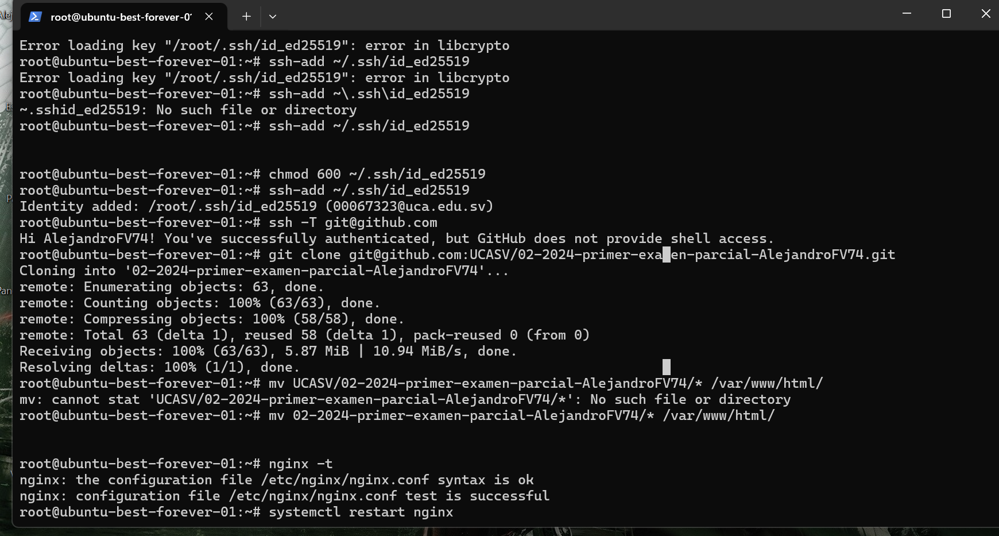 root@ubuntu-best-forever-01
Error loading key "/root/.ssh/id_ed25519": error in libcrypto
root@ubuntu-best-forever-01:~# ssh-add ~/.ssh/id_ed25519
Error loading key "/root/.ssh/id_ed25519": error in libcrypto
root@ubuntu-best-forever-01:~# ssh-add ~\.ssh\id_ed25519
~.sshid_ed25519: No such file or directory
root@ubuntu-best-forever-01:~# ssh-add ~/.ssh/id_ed25519
root@ubuntu-best-forever-01:~# chmod 600 ~/.ssh/id_ed25519
root@ubuntu-best-forever-01:~# ssh-add ~/.ssh/id_ed25519
Identity added: /root/.ssh/id_ed25519 (00067323@uca.edu.sv)
root@ubuntu-best-forever-01:~# ssh -T git@github.com
Hi AlejandroFV74! You've successfully authenticated, but GitHub does not provide shell access.
root@ubuntu-best-forever-01:~# git clone git@github.com:UCASV/02-2024-primer-exa en-parcial-AlejandroFV74.git
Cloning into '02-2024-primer-examen-parcial-AlejandroFV74'...
remote: Enumerating objects: 63, done.
remote: Counting objects: 100% (63/63), done.
remote: Compressing objects: 100% (58/58), done.
remote: Total 63 (delta 1), reused 58 (delta 1), pack-reused 0 (from 0)
Receiving objects: 100% (63/63), 5.87 MiB | 10.94 MiB/s, done.
Resolving deltas: 100% (1/1), done.
root@ubuntu-best-forever-01:~# mv UCASV/02-2024-primer-examen-parcial-AlejandroFV74/* /var/www/html/
mv: cannot stat 'UCASV/02-2024-primer-examen-parcial-AlejandroFV74/*': No such file or directory
root@ubuntu-best-forever-01:~# mv 02-2024-primer-examen-parcial-AlejandroFV74/* /var/www/html/
root@ubuntu-best-forever-01:~# nginx -t
nginx: the configuration file /etc/nginx/nginx.conf syntax is ok
nginx: configuration file /etc/nginx/nginx.conf test is successful
root@ubuntu-best-forever-01:~# systemctl restart nginx